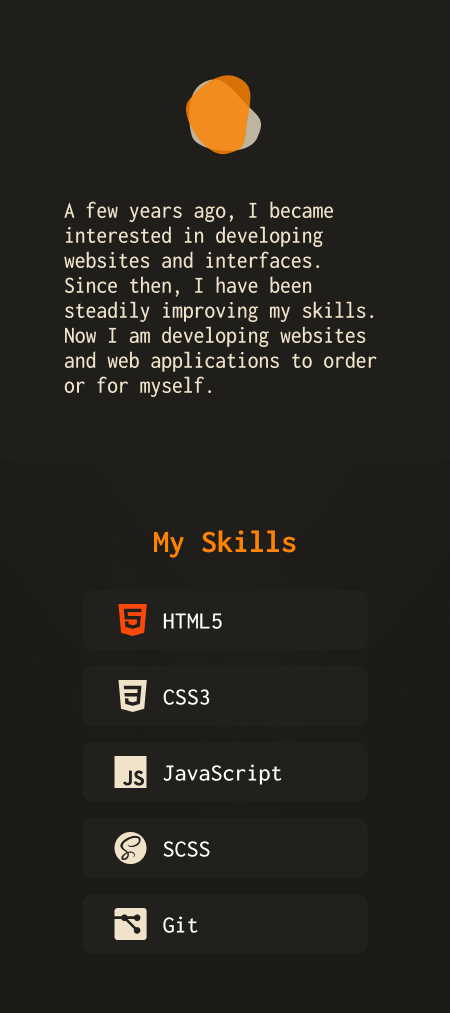 A few years ago, I became
interested in developing
websites and interfaces.
Since then, I have been
steadily improving my skills.
Now I am developing websites
and web applications to order
or for myself.
My Skills
HTML5
CSS3
JS JavaScript
SCSS
Git